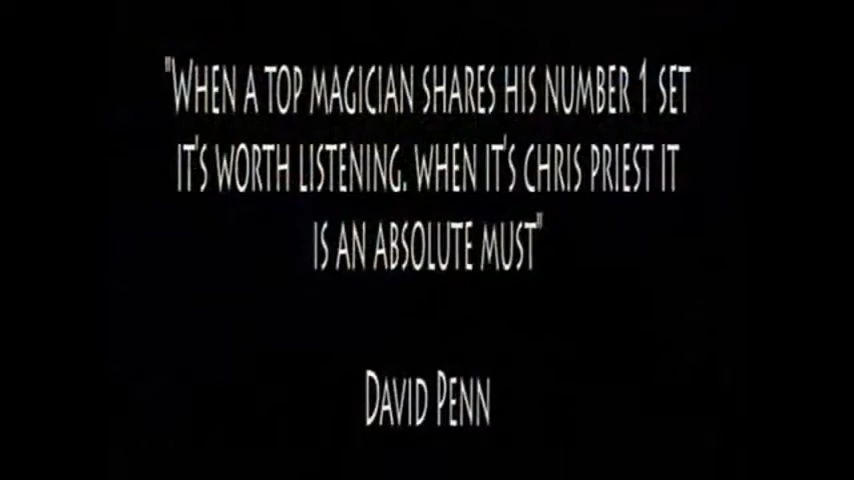 "WHEN A TOP MAGICIAN SHARES HIS NUMBER 1 SET
IT'S WORTH LISTENING. WHEN IT'S CHRIS PRIEST IT
IS AN ABSOLUTE MUST"
DAVID PENN